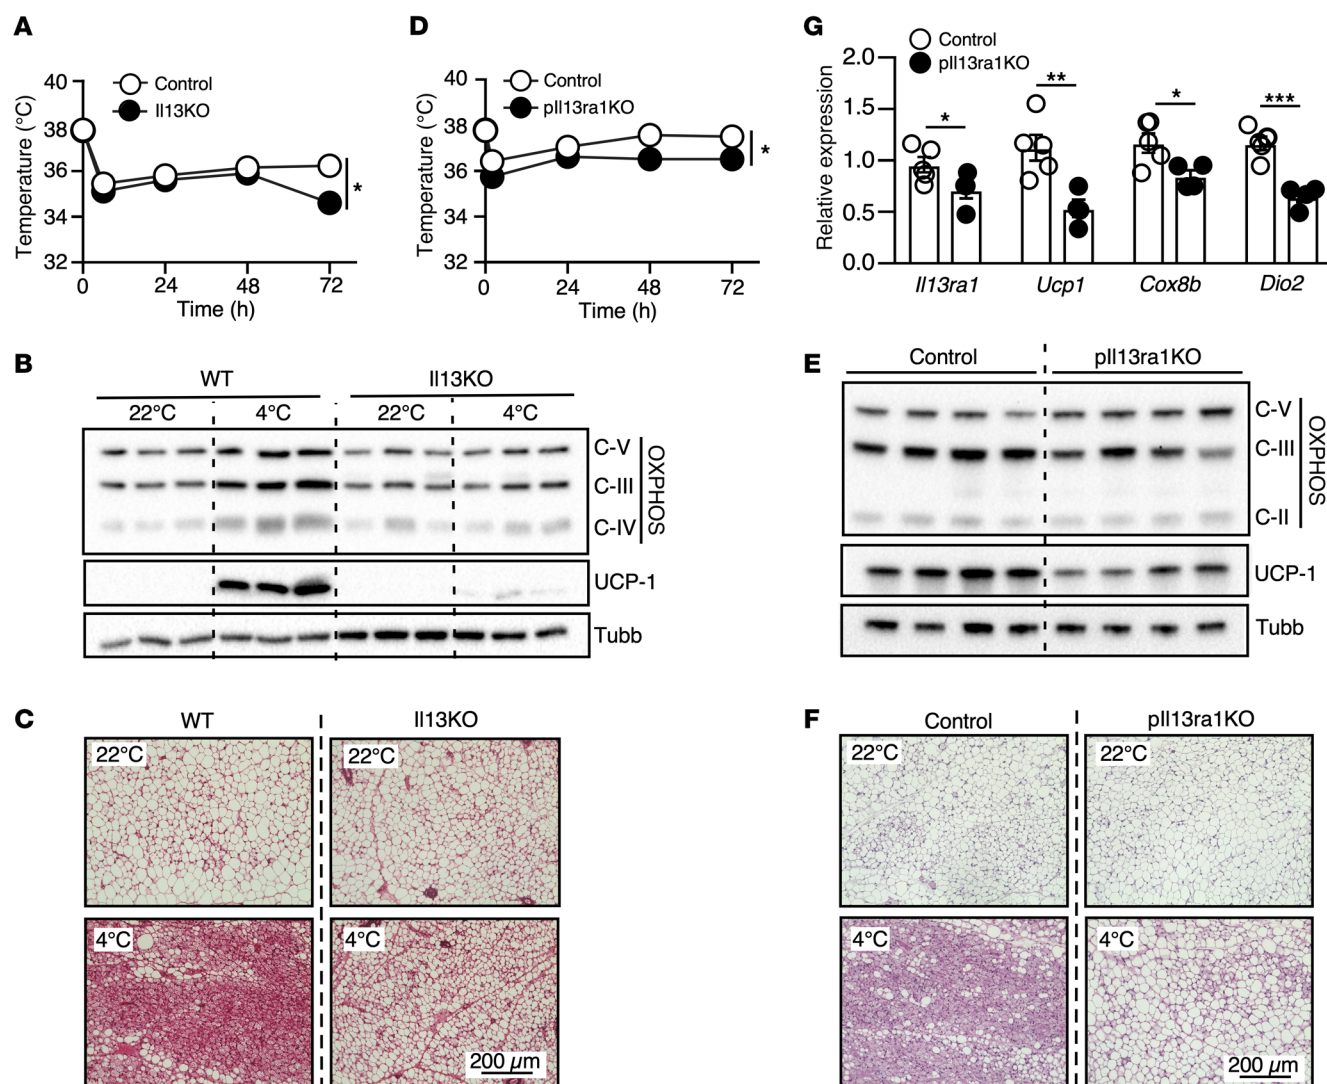 A
Temperature (°C)
40
38
36
34
32
0
24
48
72
Time (h)
Control
Il13KO
*
D
Temperature (°C)
40
38
36
34
32
0
24
48
72
Time (h)
Control
pIl13ra1KO
*
G
Control
pIl13ra1KO
Relative expression
2.0
1.5
1.0
0.5
0.0
*
**
*
***
Il13ra1
Ucp1
Cox8b
Dio2
B
WT
Il13KO
22°C
4°C
22°C
4°C
C-V
C-III
C-IV
OXPHOS
UCP-1
Tubb
E
Control
pIl13ra1KO
C-V
C-III
C-II
OXPHOS
UCP-1
Tubb
C
WT
Il13KO
22°C
22°C
4°C
4°C
200 µm
F
Control
pIl13ra1KO
22°C
22°C
4°C
4°C
200 µm